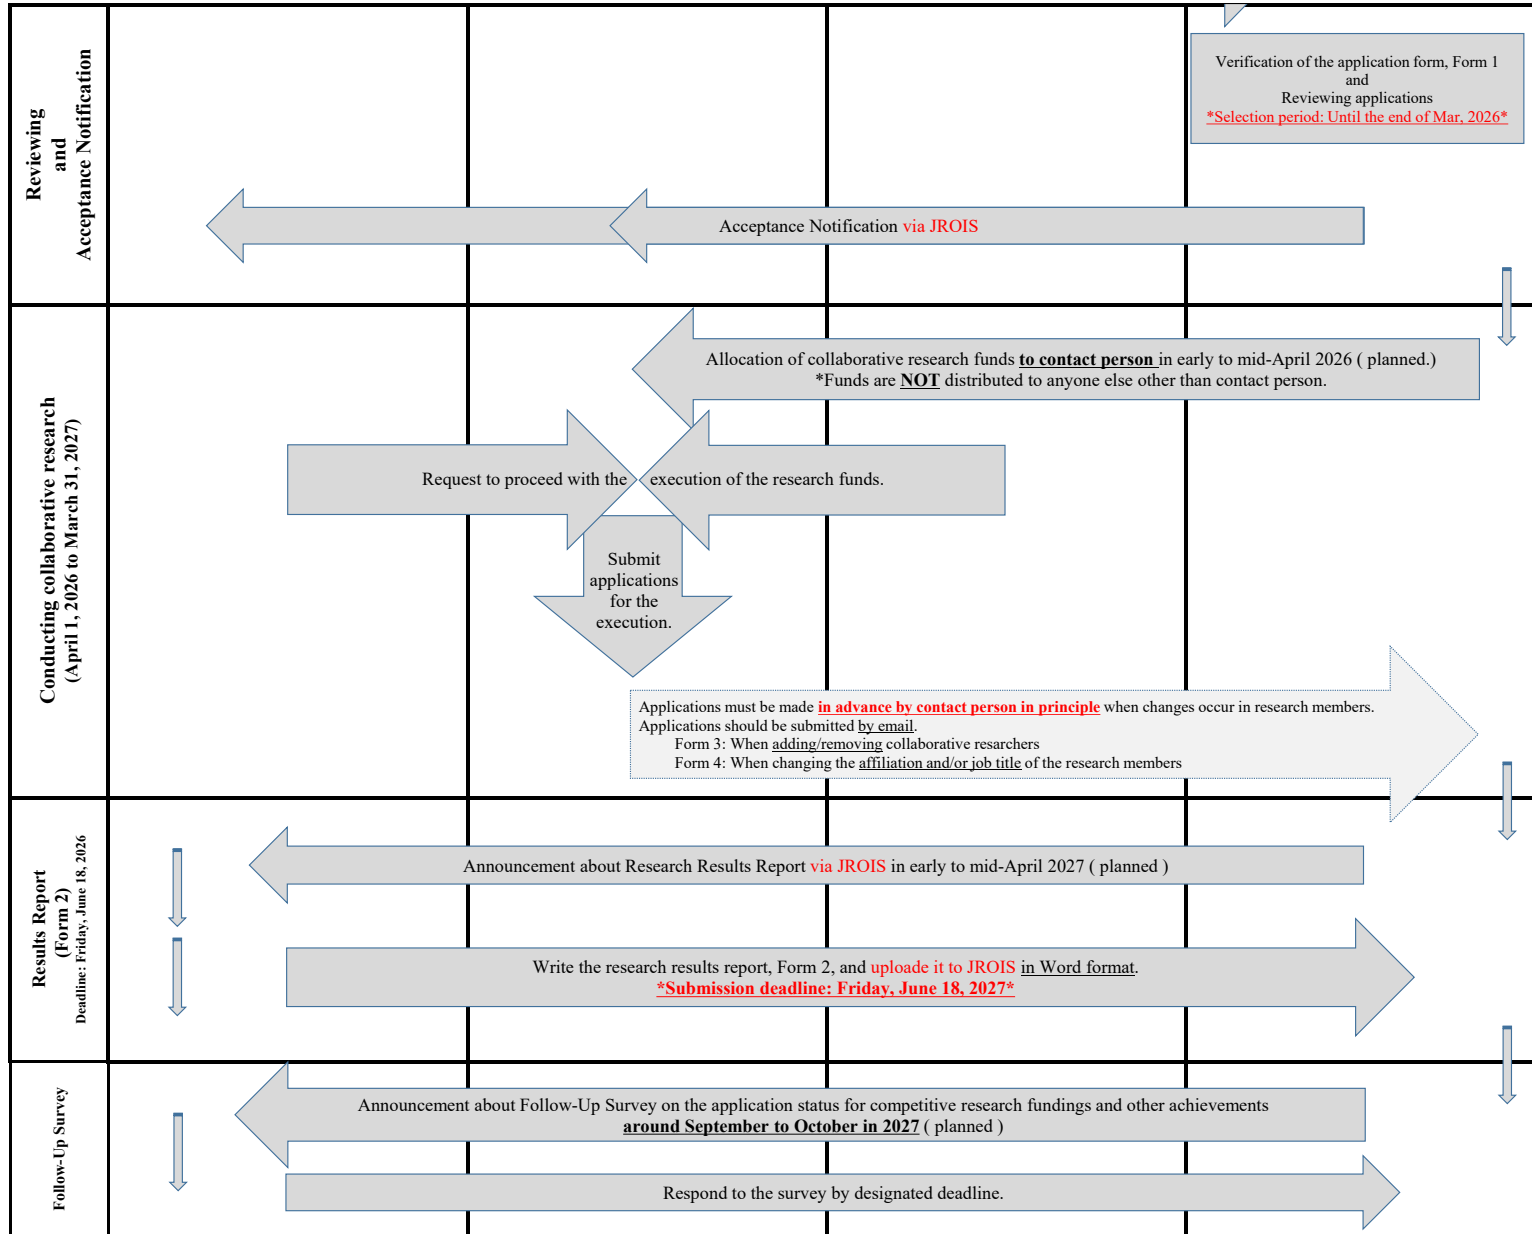 Reviewing
and
Acceptance Notification
Verification of the application form, Form 1
and
Reviewing applications
*Selection period: Until the end of Mar, 2026*
Acceptance Notification via JROIS
Conducting collaborative research
(April 1, 2026 to March 31, 2027)
Allocation of collaborative research funds to contact person in early to mid-April 2026 ( planned.)
*Funds are NOT distributed to anyone else other than contact person.
Request to proceed with the execution of the research funds.
Submit
applications
for the
execution.
Applications must be made in advance by contact person in principle when changes occur in research members.
Applications should be submitted by email.
Form 3: When adding/removing collaborative resarchers
Form 4: When changing the affiliation and/or job title of the research members
Results Report
(Form 2)
Deadline: Friday, June 18, 2026
Announcement about Research Results Report via JROIS in early to mid-April 2027 ( planned )
Write the research results report, Form 2, and uploade it to JROIS in Word format.
*Submission deadline: Friday, June 18, 2027*
Follow-Up Survey
Announcement about Follow-Up Survey on the application status for competitive research fundings and other achievements
around September to October in 2027 ( planned )
Respond to the survey by designated deadline.